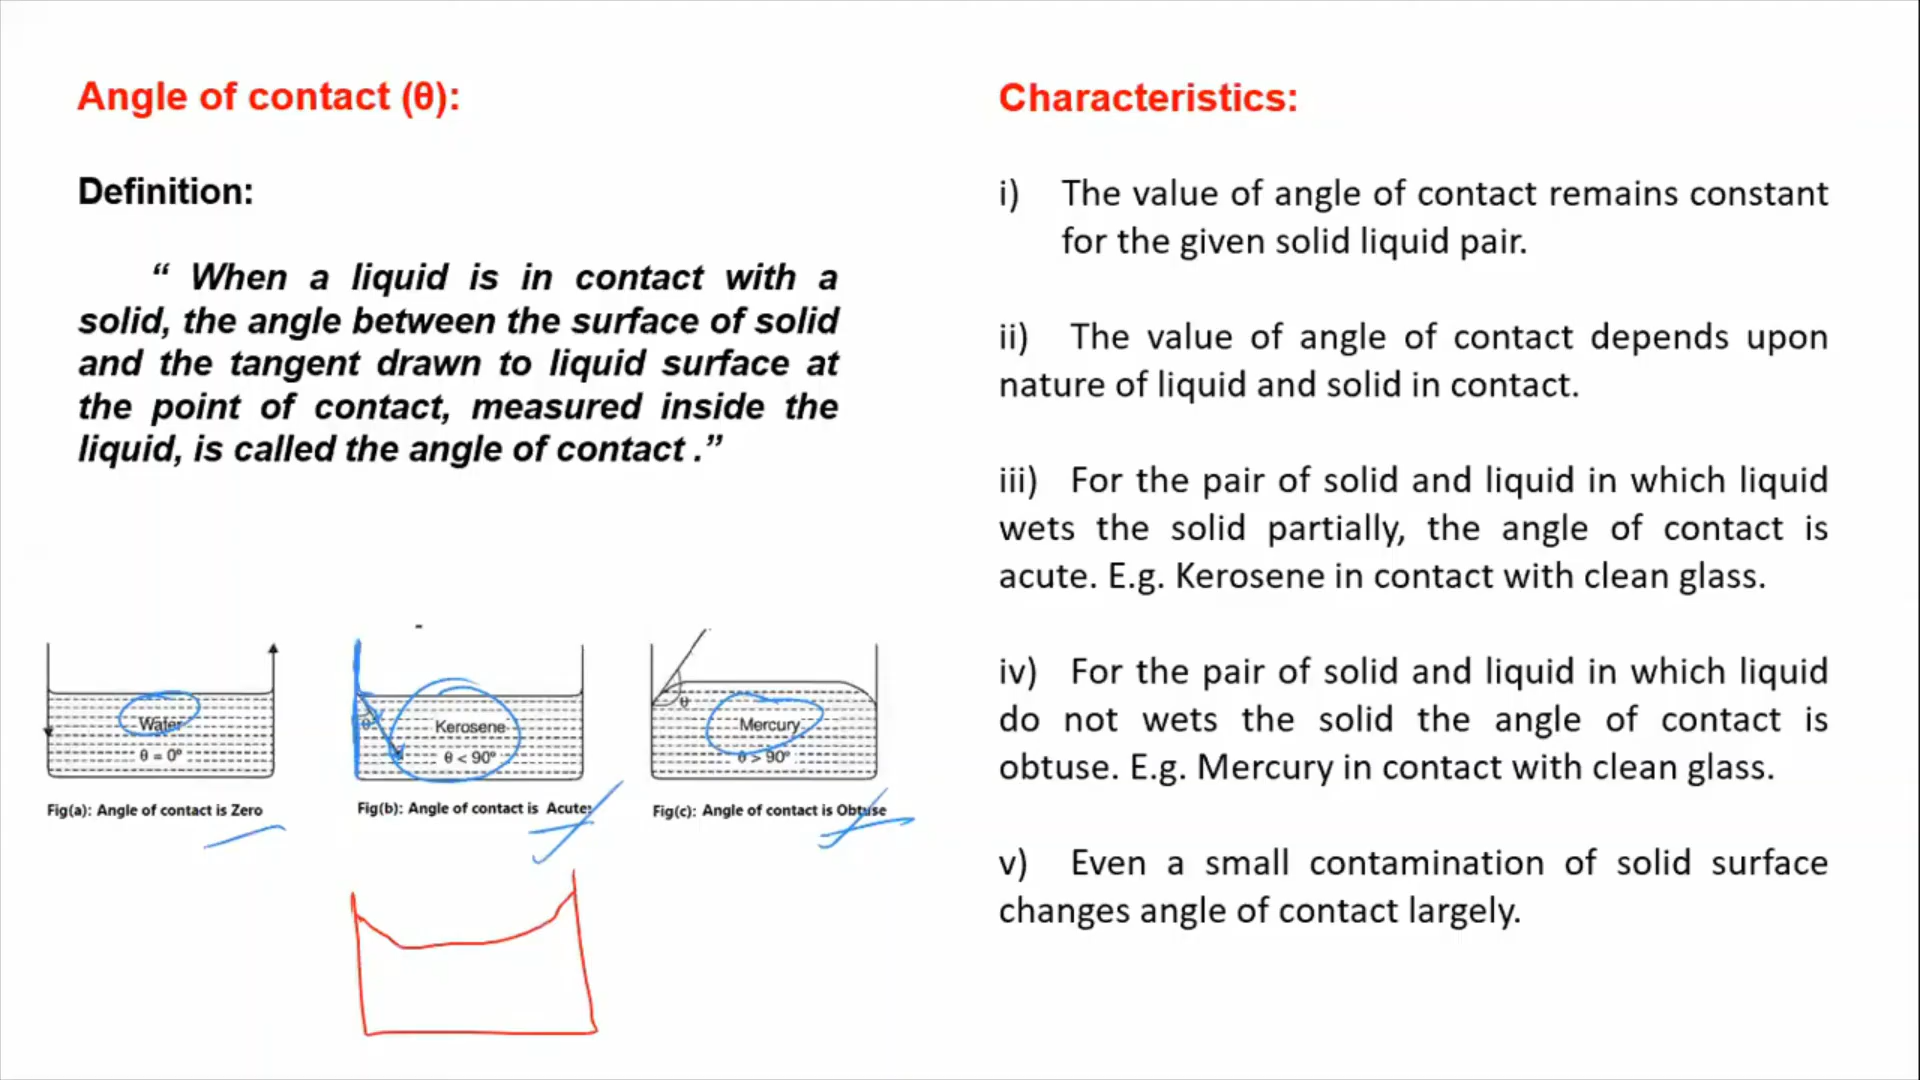 Angle of contact (θ):
Definition:
“ When a liquid is in contact with a
solid, the angle between the surface of solid
and the tangent drawn to liquid surface at
the point of contact, measured inside the
liquid, is called the angle of contact .”
Water
θ = 0°
Fig(a): Angle of contact is Zero
θ
Kerosene
θ < 90°
Fig(b): Angle of contact is Acute
θ
Mercury
θ > 90°
Fig(c): Angle of contact is Obtuse
Characteristics:
i) The value of angle of contact remains constant
for the given solid liquid pair.
ii) The value of angle of contact depends upon
nature of liquid and solid in contact.
iii) For the pair of solid and liquid in which liquid
wets the solid partially, the angle of contact is
acute. E.g. Kerosene in contact with clean glass.
iv) For the pair of solid and liquid in which liquid
do not wets the solid the angle of contact is
obtuse. E.g. Mercury in contact with clean glass.
v) Even a small contamination of solid surface
changes angle of contact largely.